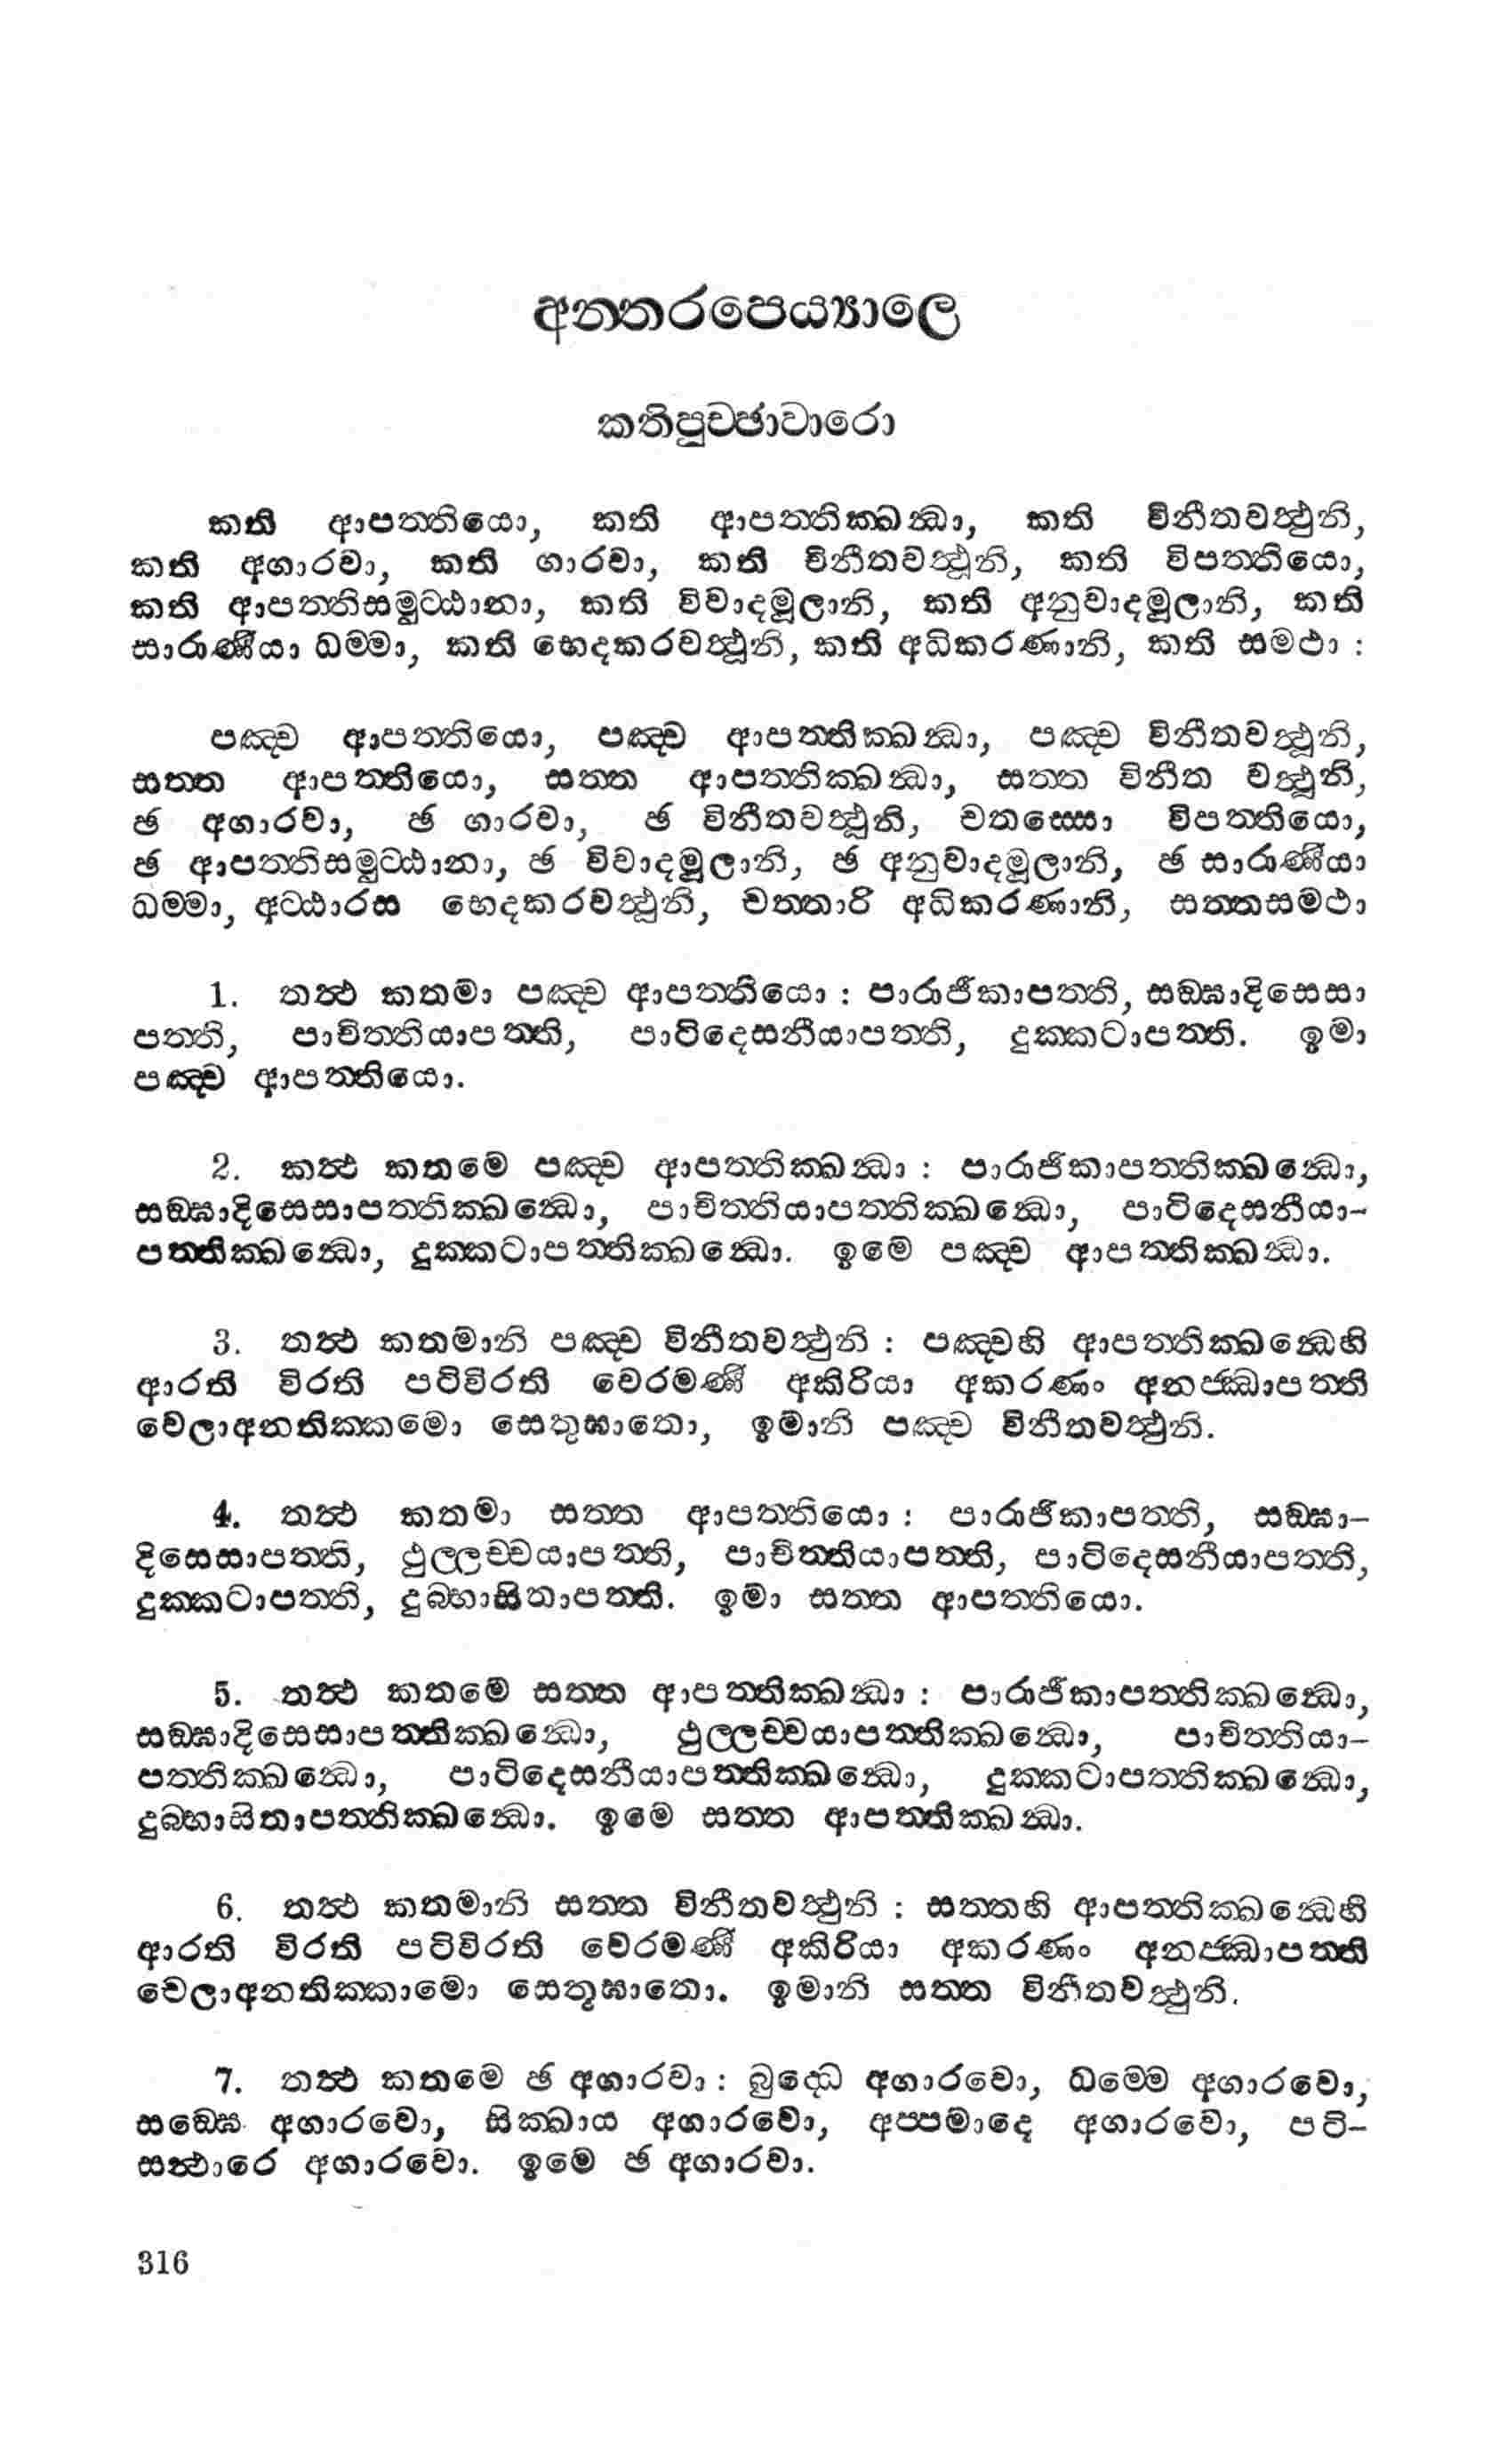 අන්තරපෙය්‍යාලෙ
කතිපුච්ඡාවාරො
කති ආපත්තියො, කති ආපත්තික්ඛන්ධා, කති විනීතවත්ථුනි,
කති අගාරවා, කති ගාරවා, කති විනීතවත්ථූනි, කති විපත්තියො,
කති ආපත්තිසමුට්ඨානා, කති විවාදමූලානි, කති අනුවාදමූලානි, කති
සාරාණීයා ධම්මා, කති භෙදකරවත්ථූනි, කති අධිකරණානි, කති සමථා :
පඤ්ච ආපත්තියො, පඤ්ච ආපත්තික්ඛන්ධා, පඤ්ච විනීතවත්ථූනි,
සත්ත ආපත්තියො, සත්ත ආපත්තික්ඛන්ධා, සත්ත විනීත වත්ථූනි,
ඡ අගාරවා, ඡ ගාරවා, ඡ විනීතවත්ථුනි, චතස්සො විපත්තියො,
ඡ ආපත්තිසමුට්ඨානා, ඡ විවාදමූලානි, ඡ අනුවාදමූලානි, ඡ සාරාණීයා
ධම්මා, අට්ඨාරස භෙදකරවත්ථුනි, චත්තාරි අධිකරණානි, සත්තසමථා
1. තත්ථ කතමා පඤ්ච ආපත්තියො : පාරාජිකාපත්ති, සඞ්ඝාදිසෙසා
පත්ති, පාචිත්තියාපත්ති, පාටිදෙසනීයාපත්ති, දුක්කටාපත්ති. ඉමා
පඤ්ච ආපත්තියො.
2. කත්ථ කතමෙ පඤ්ච ආපත්තික්ඛන්ධා : පාරාජිකාපත්තික්ඛන්ධො,
සඞ්ඝාදිසෙසාපත්තික්ඛන්ධො, පාචිත්තියාපත්තික්ඛන්ධො, පාටිදෙසනීයා-
පත්තික්ඛන්ධො, දුක්කටාපත්තික්ඛන්ධො. ඉමෙ පඤ්ච ආපත්තික්ඛන්ධා.
3. තත්ථ කතමානි පඤ්ච විනීතවත්ථුනි : පඤ්චහි ආපත්තික්ඛන්ධෙහි
ආරති විරති පටිවිරති වෙරමණී අකිරියා අකරණං අනජ්ඣාපත්ති
වෙලාඅනතික්කමො සෙතුඝාතො, ඉමානි පඤ්ච විනීතවත්ථුනි.
4. තත්ථ කතමා සත්ත ආපත්තියො : පාරාජිකාපත්ති, සඞ්ඝා-
දිසෙසාපත්ති, ථුල්ලච්චයාපත්ති, පාචිත්තියාපත්ති, පාටිදෙසනීයාපත්ති,
දුක්කටාපත්ති, දුබ්භාසිතාපත්ති. ඉමා සත්ත ආපත්තියො.
5. තත්ථ කතමෙ සත්ත ආපත්තික්ඛන්ධා : පාරාජිකාපත්තික්ඛන්ධො,
සඞ්ඝාදිසෙසාපත්තික්ඛන්ධො, ථුල්ලච්චයාපත්තික්ඛන්ධො, පාචිත්තියා-
පත්තික්ඛන්ධො, පාටිදෙසනීයාපත්තික්ඛන්ධො, දුක්කටාපත්තික්ඛන්ධො,
දුබ්භාසිතාපත්තික්ඛන්ධො. ඉමෙ සත්ත ආපත්තික්ඛන්ධා.
6. තත්ථ කතමානි සත්ත විනීතවත්ථුනි : සත්තහි ආපත්තික්ඛන්ධෙහි
ආරති විරති පටිවිරති වෙරමණී අකිරියා අකරණං අනජ්ඣාපත්ති
වෙලාඅනතික්කාමො සෙතූඝාතො. ඉමානි සත්ත විනීතවත්ථුනි.
7. තත්ථ කතමෙ ඡ අගාරවා : බුද්ධෙ අගාරවො, ධම්මෙ අගාරවො,
සඞ්ඝෙ අගාරවො, සික්ඛාය අගාරවො, අප්පමාදෙ අගාරවො, පටි-
සන්ථාරෙ අගාරවො. ඉමෙ ඡ අගාරවා.
316